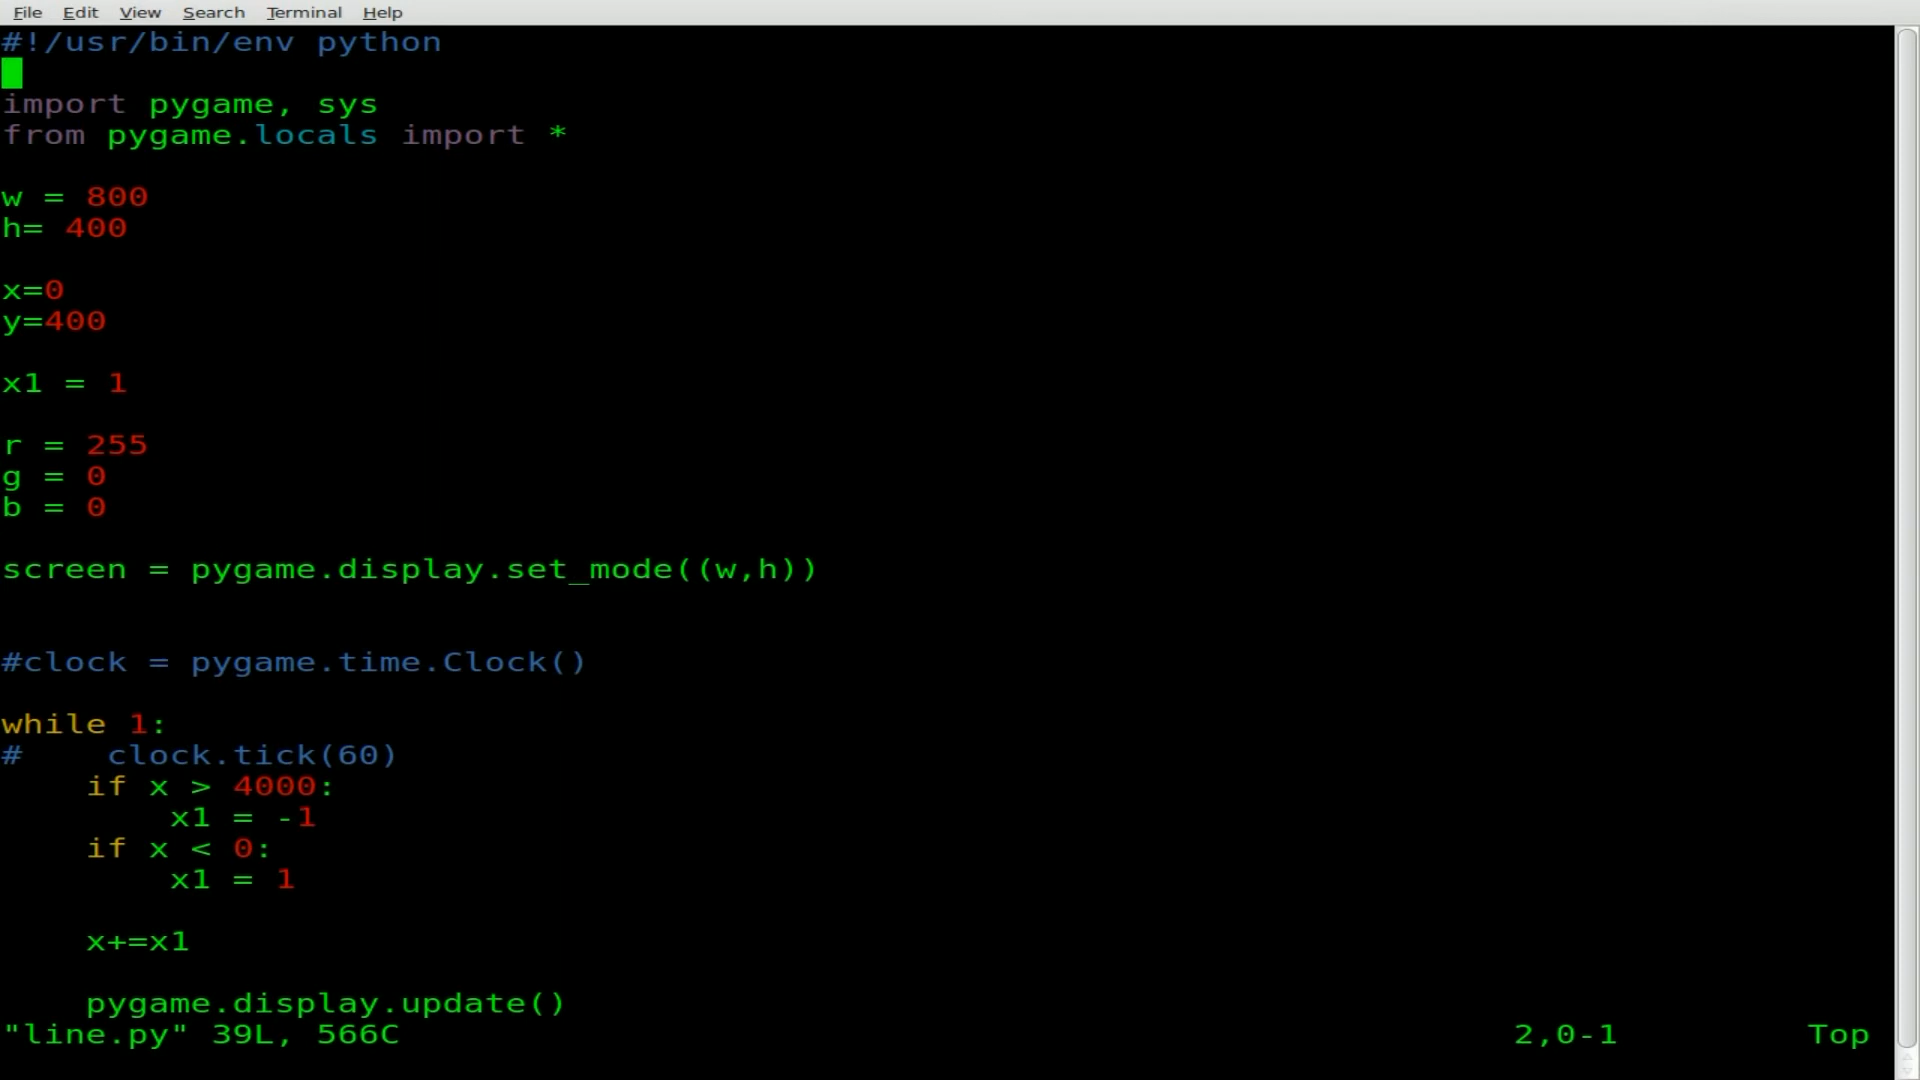 File Edit View Search Terminal Help
#!/usr/bin/env python
import pygame, sys
from pygame.locals import *
w = 800
h= 400
x=0
y=400
x1 = 1
r = 255
g = 0
b = 0
screen = pygame.display.set_mode((w,h))
#clock = pygame.time.Clock()
while 1:
#    clock.tick(60)
    if x > 4000:
        x1 = -1
    if x < 0:
        x1 = 1
    x+=x1
    pygame.display.update()
"line.py" 39L, 566C 2,0-1 Top